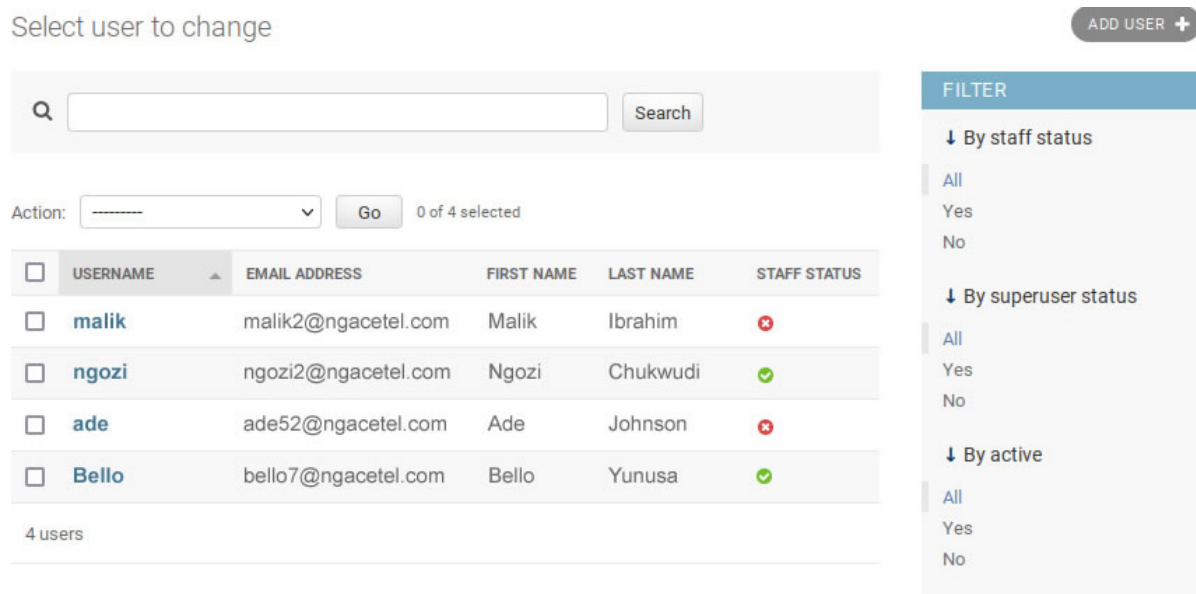 Select user to change
ADD USER +
Search
Action: --------- Go 0 of 4 selected
USERNAME EMAIL ADDRESS FIRST NAME LAST NAME STAFF STATUS
malik malik2@ngacetel.com Malik Ibrahim
ngozi ngozi2@ngacetel.com Ngozi Chukwudi
ade ade52@ngacetel.com Ade Johnson
Bello bello7@ngacetel.com Bello Yunusa
4 users
FILTER
↓ By staff status
All
Yes
No
↓ By superuser status
All
Yes
No
↓ By active
All
Yes
No